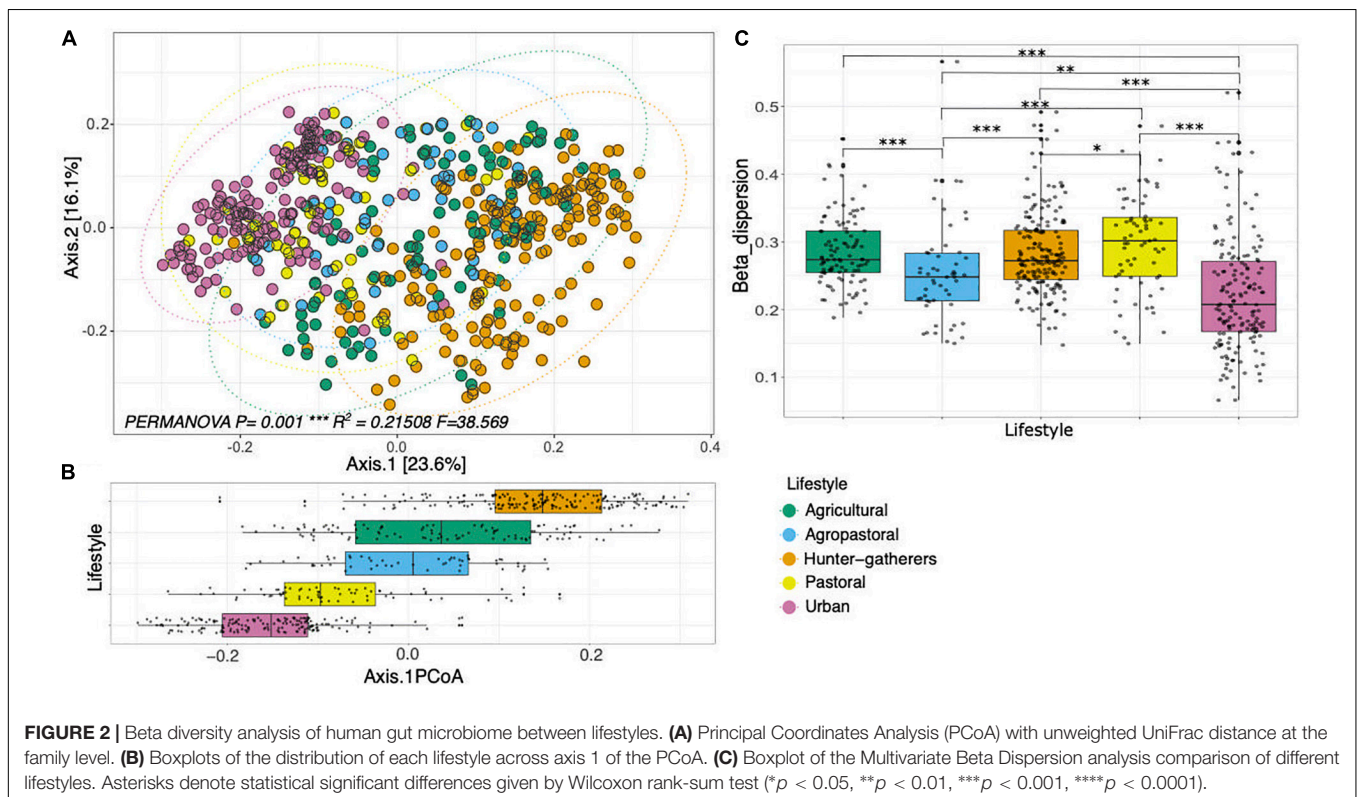 A
0.2
0.0
-0.2
Axis.2 [16.1%]
PERMANOVA P= 0.001 *** R² = 0.21508 F=38.569
-0.2
0.0
0.2
0.4
Axis.1 [23.6%]
B
Lifestyle
−0.2
0.0
0.2
Axis.1PCoA
C
***
**
***
***
***
***
***
*
0.5
0.4
0.3
0.2
0.1
Beta_dispersion
Lifestyle
Lifestyle
Agricultural
Agropastoral
Hunter−gatherers
Pastoral
Urban
FIGURE 2 | Beta diversity analysis of human gut microbiome between lifestyles. (A) Principal Coordinates Analysis (PCoA) with unweighted UniFrac distance at the
family level. (B) Boxplots of the distribution of each lifestyle across axis 1 of the PCoA. (C) Boxplot of the Multivariate Beta Dispersion analysis comparison of different
lifestyles. Asterisks denote statistical significant differences given by Wilcoxon rank-sum test (*p < 0.05, **p < 0.01, ***p < 0.001, ****p < 0.0001).